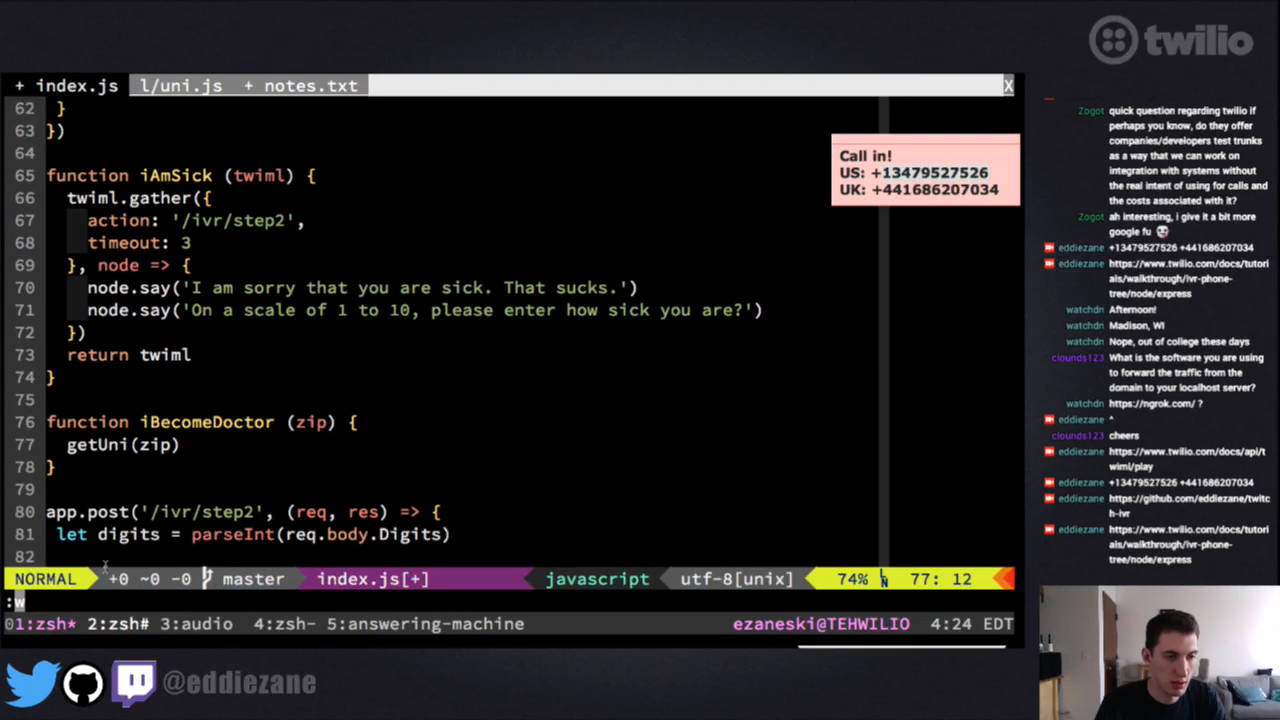 twilio
+ index.js l/uni.js + notes.txt X
62 }
63 })
64
65 function iAmSick (twiml) {
66 twiml.gather({
67 action: '/ivr/step2',
68 timeout: 3
69 }, node => {
70 node.say('I am sorry that you are sick. That sucks.')
71 node.say('On a scale of 1 to 10, please enter how sick you are?')
72 })
73 return twiml
74 }
75
76 function iBecomeDoctor (zip) {
77 getUni(zip)
78 }
79
80 app.post('/ivr/step2', (req, res) => {
81 let digits = parseInt(req.body.Digits)
82
NORMAL +0 ~0 -0 master index.js[+] javascript utf-8[unix] 74% 77: 12
:w
01:zsh* 2:zsh# 3:audio 4:zsh- 5:answering-machine ezaneski@TEHWILIO 4:24 EDT
Call in!
US: +13479527526
UK: +441686207034
Zogot quick question regarding twilio if
perhaps you know, do they offer
companies/developers test trunks
as a way that we can work on
integration with systems without
the real intent of using for calls and
the costs associated with it?
Zogot ah interesting, i give it a bit more
google fu
eddiezane +13479527526 +441686207034
eddiezane https://www.twilio.com/docs/tutori
als/walkthrough/ivr-phone-
tree/node/express
watchdn Afternoon!
watchdn Madison, WI
watchdn Nope, out of college these days
clounds123 What is the software you are using
to forward the traffic from the
domain to your localhost server?
watchdn https://ngrok.com/ ?
eddiezane ^
clounds123 cheers
eddiezane https://www.twilio.com/docs/api/t
wiml/play
eddiezane +13479527526 +441686207034
eddiezane https://github.com/eddiezane/twitc
h-ivr
eddiezane https://www.twilio.com/docs/tutori
als/walkthrough/ivr-phone-
tree/node/express
@eddiezane